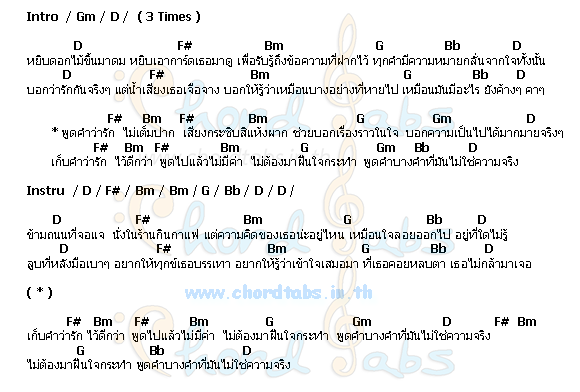 Intro / Gm / D / ( 3 Times )
D F# Bm G Bb D
หยิบดอกไม้ขึ้นมาดม หยิบเอาการ์ดเธอมาดู เพื่อรับรู้ถึงข้อความที่ฝากไว้ ทุกคำมีความหมายกลั่นจากใจทั้งนั้น
D F# Bm G Bb D
บอกว่ารักกันจริงๆ แต่น้ำเสียงเธอเจือจาง บอกให้รู้ว่าเหมือนบางอย่างที่หายไป เหมือนมันมีอะไร ยังค้างๆ คาๆ
F# Bm F# Bm G Gm D
* พูดคำว่ารัก ไม่เต็มปาก เสียงกระซิบสิแห้งผาก ช่วยบอกเรื่องราวในใจ บอกความเป็นไปได้มากมายจริงๆ
F# Bm F# Bm G Gm Bb D
เก็บคำว่ารัก ไว้ดีกว่า พูดไปแล้วไม่มีค่า ไม่ต้องมาฝืนใจกระทำ พูดคำบางคำที่มันไม่ใช่ความจริง
Instru / D / F# / Bm / Bm / G / Bb / D / D /
D F# Bm G Bb D
ข้ามถนนที่จอแจ นั่งในร้านกินกาแฟ แต่ความคิดของเธอน่ะอยู่ไหน เหมือนใจลอยออกไป อยู่ที่ใดไม่รู้
D F# Bm G Bb D
ลูบที่หลังมือเบาๆ อยากให้ทุกข์เธอบรรเทา อยากให้รู้ว่าเข้าใจเสมอมา ที่เธอคอยหลบตา เธอไม่กล้ามาเจอ
( * )
www.chordtabs.in.th
F# Bm F# Bm G Gm D F# Bm
เก็บคำว่ารัก ไว้ดีกว่า พูดไปแล้วไม่มีค่า ไม่ต้องมาฝืนใจกระทำ พูดคำบางคำที่มันไม่ใช่ความจริง
G Bb D
ไม่ต้องมาฝืนใจกระทำ พูดคำบางคำที่มันไม่ใช่ความจริง